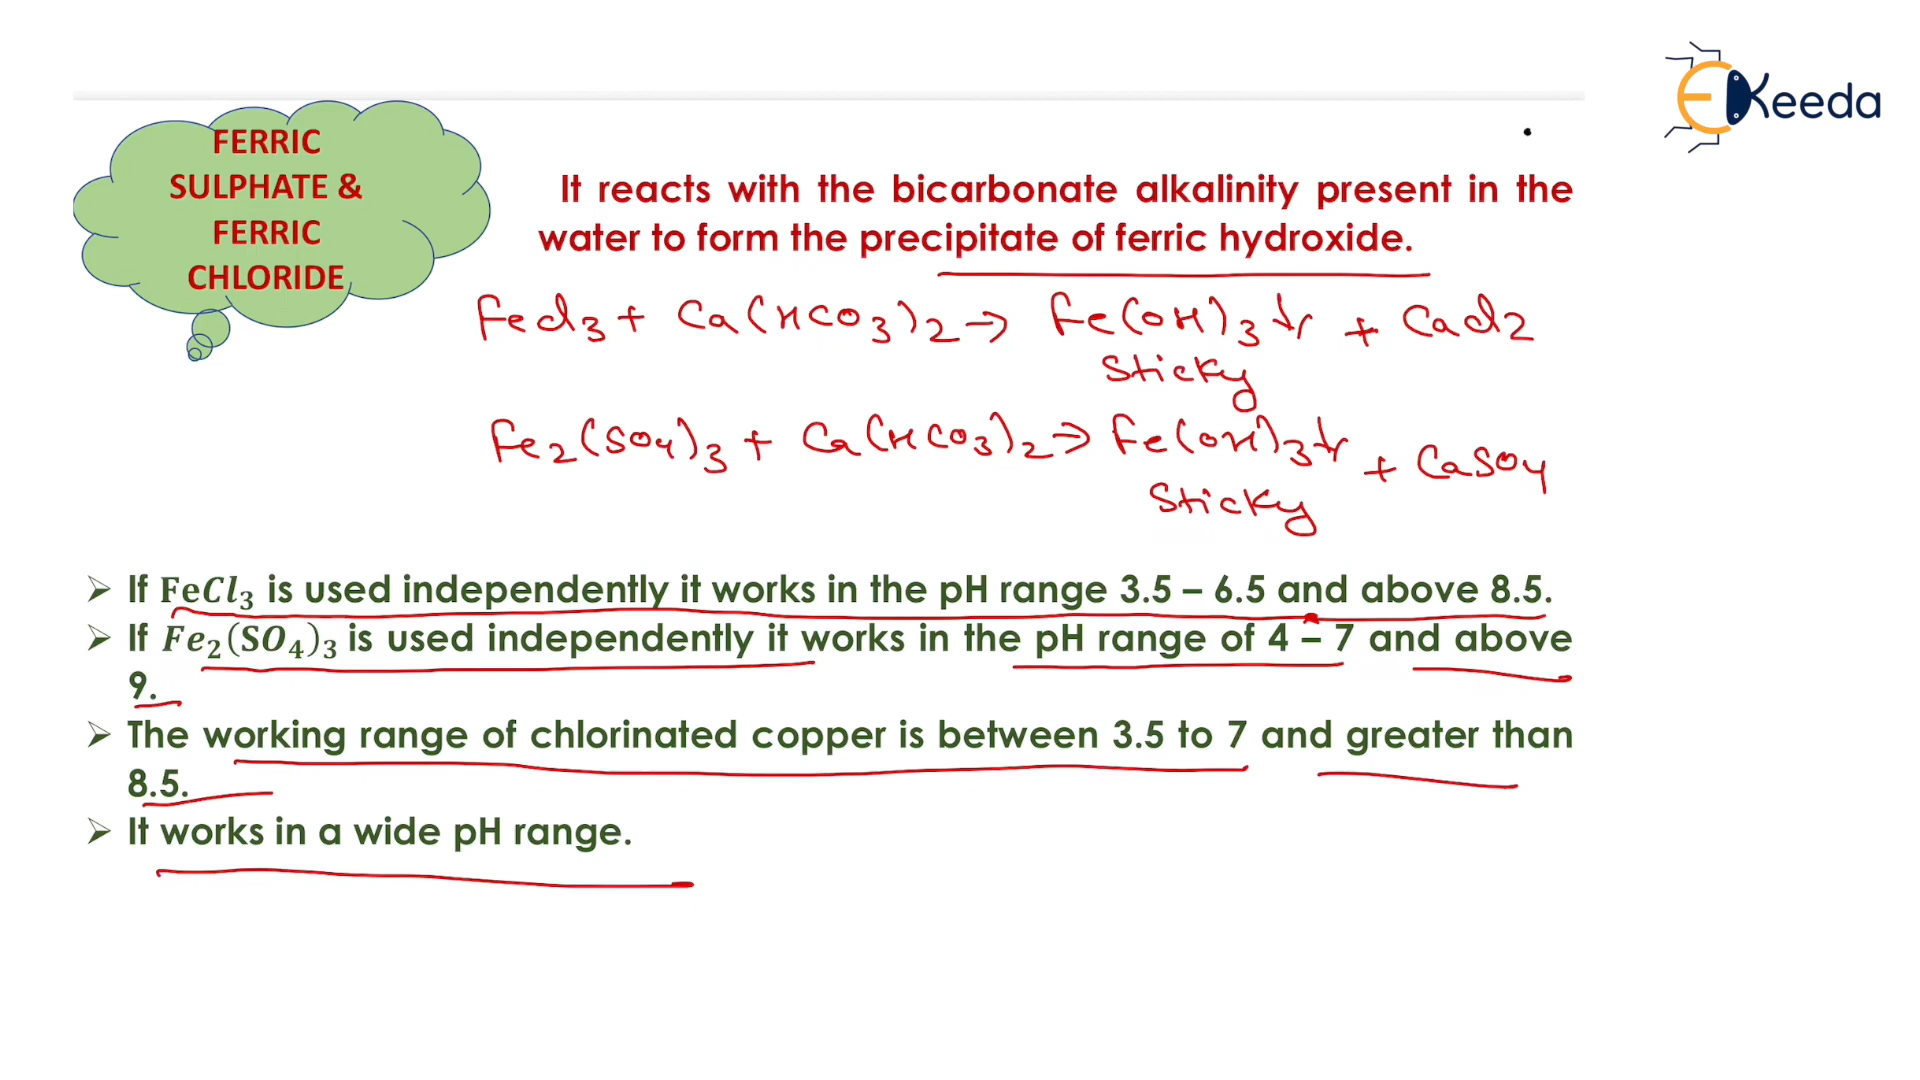 EKeeda
FERRIC
SULPHATE &
FERRIC
CHLORIDE
It reacts with the bicarbonate alkalinity present in the
water to form the precipitate of ferric hydroxide.
FeCl3 + Ca(HCO3)2 → Fe(OH)3 ↓ + CaCl2
Sticky
Fe2(SO4)3 + Ca(HCO3)2 → Fe(OH)3 ↓ + CaSO4
Sticky
➢ If FeCl₃ is used independently it works in the pH range 3.5 – 6.5 and above 8.5.
➢ If Fe₂(SO₄)₃ is used independently it works in the pH range of 4 – 7 and above
9.
➢ The working range of chlorinated copper is between 3.5 to 7 and greater than
8.5.
➢ It works in a wide pH range.